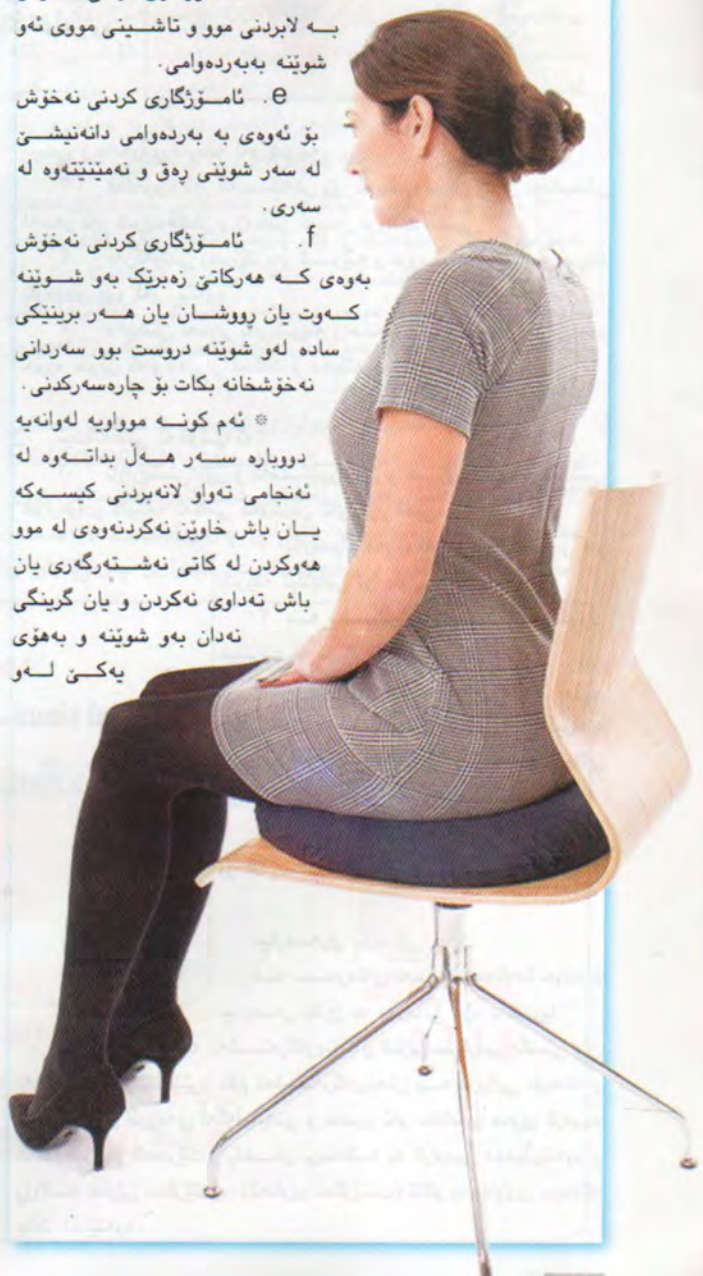 بە لابردنی موو و تاشینی مووی ئەو
شوێنە بەبەردەوامی.
e. ئامۆژگاری کردنی نەخۆش
بۆ ئەوەی بە بەردەوامی دانەنیشێ
لە سەر شوێنی ڕەق و نەمێنێتەوە لە
سەری.
f. ئامۆژگاری کردنی نەخۆش
بەوەی کە هەرکاتێ زەبرێک بەو شوێنە
کەوت یان ڕووشان یان هەر برینێکی
سادە لەو شوێنە دروست بوو سەردانی
نەخۆشخانە بکات بۆ چارەسەرکدنی.
* ئەم کونە موواویە لەوانەیە
دووبارە سەر هەڵ بداتەوە لە
ئەنجامی تەواو لانەبردنی کیسەکە
یان باش خاوێن نەکردنەوەی لە موو
هەوکردن لە کاتی نەشتەرگەری یان
باش تەداوی نەکردن و یان گرینگی
نەدان بەو شوێنە و بەهۆی
یەکێ لەو